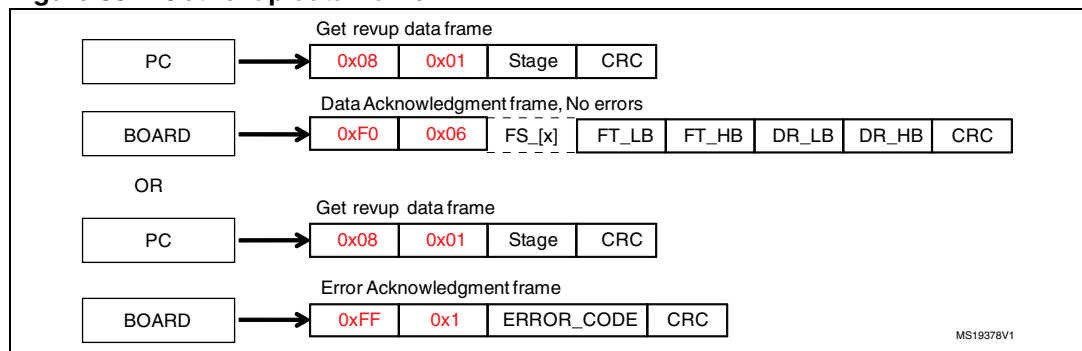 Get revup data frame
PC 0x08 0x01 Stage CRC
Data Acknowledgment frame, No errors
BOARD 0xF0 0x06 FS_[x] FT_LB FT_HB DR_LB DR_HB CRC
OR
Get revup data frame
PC 0x08 0x01 Stage CRC
Error Acknowledgment frame
BOARD 0xFF 0x1 ERROR_CODE CRC
MS19378V1